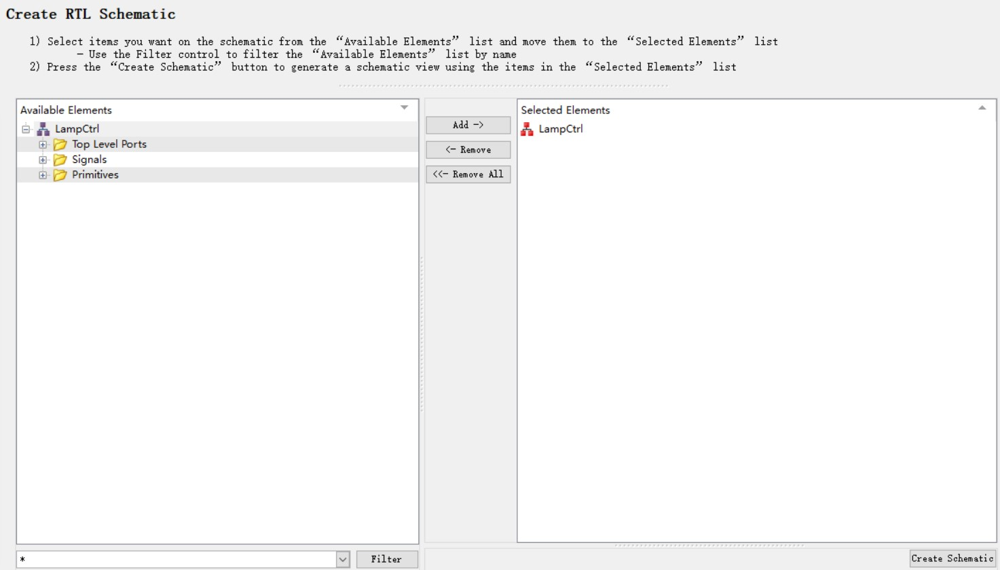 Create RTL Schematic
1) Select items you want on the schematic from the “Available Elements” list and move them to the “Selected Elements” list
- Use the Filter control to filter the “Available Elements” list by name
2) Press the “Create Schematic” button to generate a schematic view using the items in the “Selected Elements” list
Available Elements
LampCtrl
Top Level Ports
Signals
Primitives
Add ->
<- Remove
<<- Remove All
Selected Elements
LampCtrl
*
Filter
Create Schematic